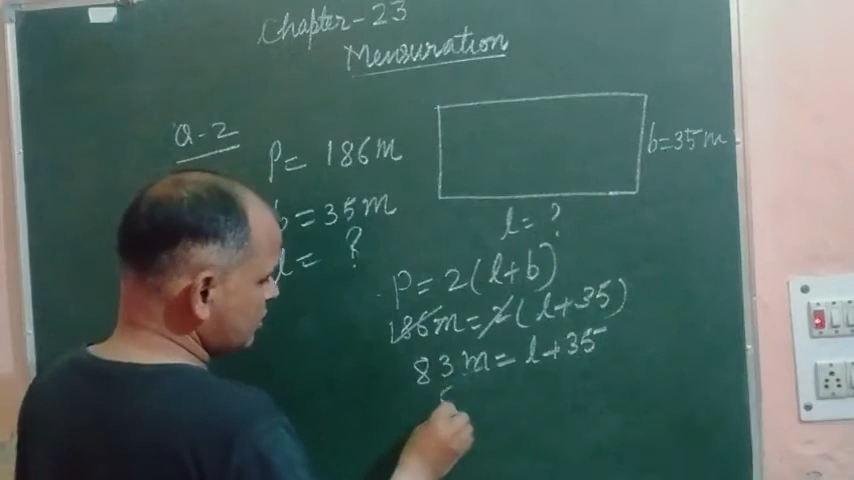 Chapter-23
Mensuration
Q-2
P= 186m
b=35m
b=35m
l= ?
l= ?
P=2(l+b)
186m=2(l+35)
83m=l+35